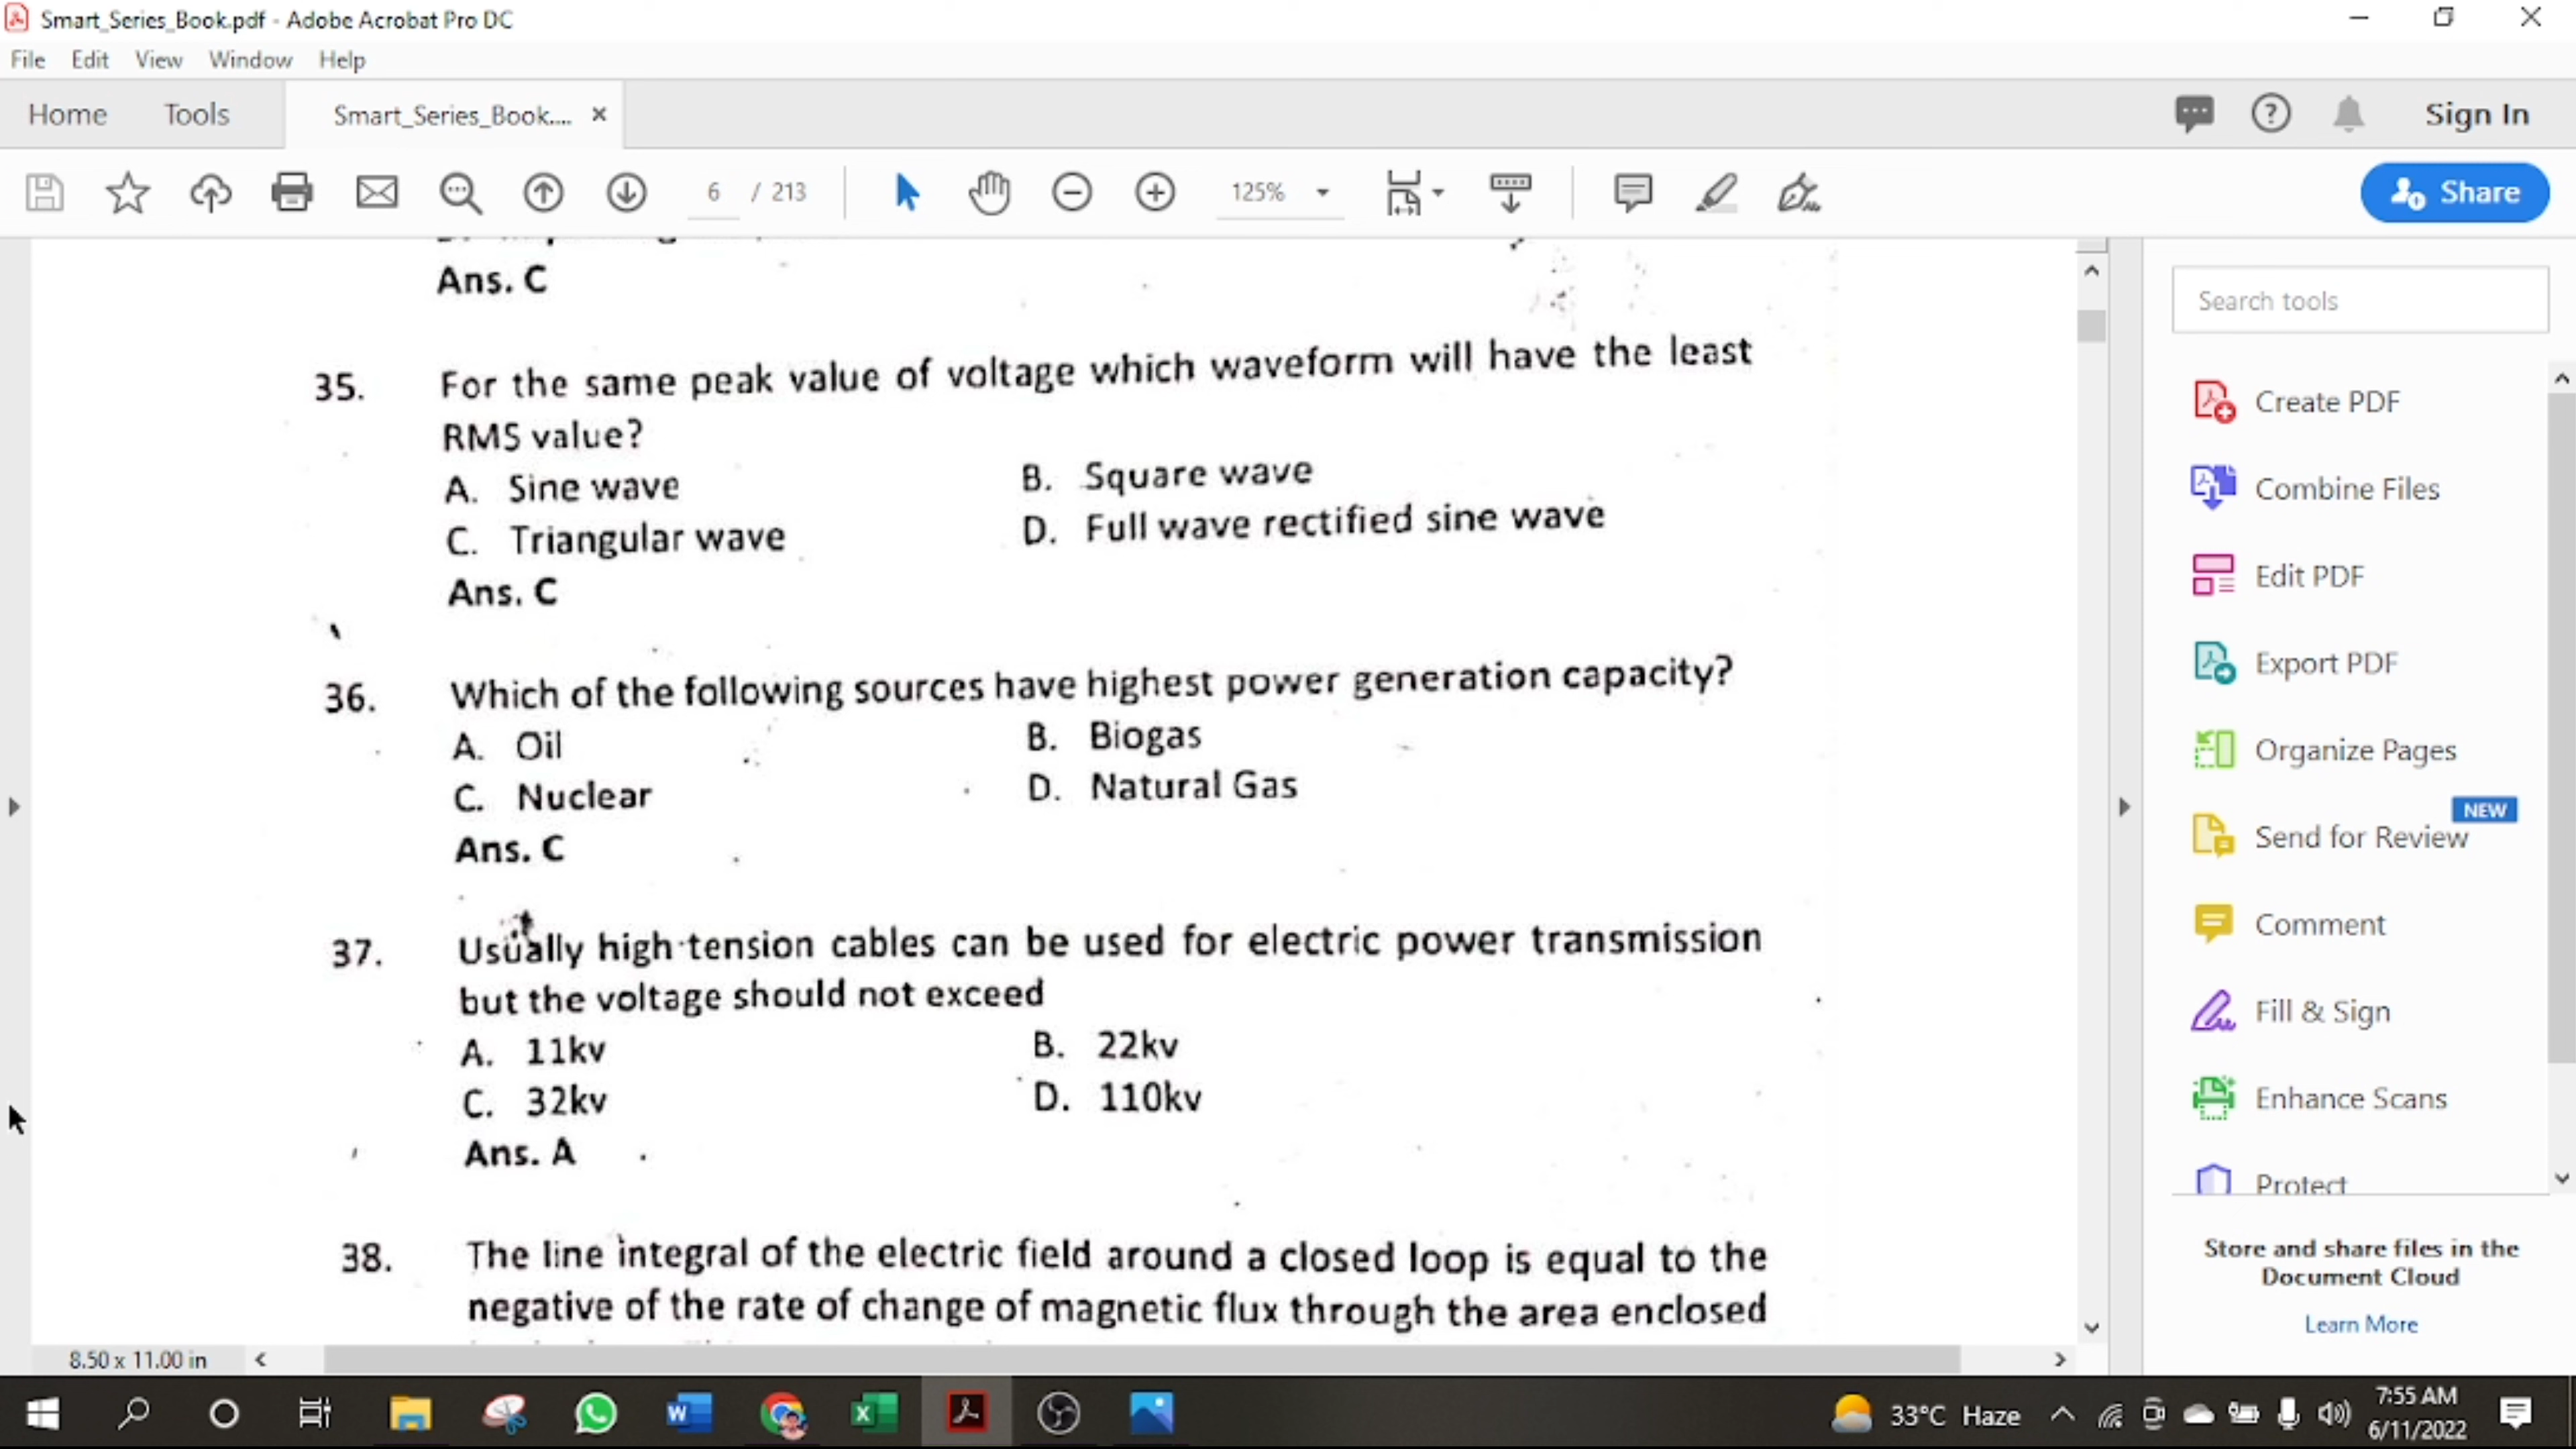 Smart_Series_Book.pdf - Adobe Acrobat Pro DC
File Edit View Window Help
Home Tools Smart_Series_Book.... × Sign In
6 / 213 125% Share
Ans. C
35. For the same peak value of voltage which waveform will have the least
RMS value?
A. Sine wave B. Square wave
C. Triangular wave D. Full wave rectified sine wave
Ans. C
36. Which of the following sources have highest power generation capacity?
A. Oil B. Biogas
C. Nuclear D. Natural Gas
Ans. C
37. Usually high tension cables can be used for electric power transmission
but the voltage should not exceed
A. 11kv B. 22kv
C. 32kv D. 110kv
Ans. A
38. The line integral of the electric field around a closed loop is equal to the
negative of the rate of change of magnetic flux through the area enclosed
8.50 x 11.00 in
Search tools
Create PDF
Combine Files
Edit PDF
Export PDF
Organize Pages
NEW
Send for Review
Comment
Fill & Sign
Enhance Scans
Protect
Store and share files in the
Document Cloud
Learn More
33°C Haze
7:55 AM
6/11/2022